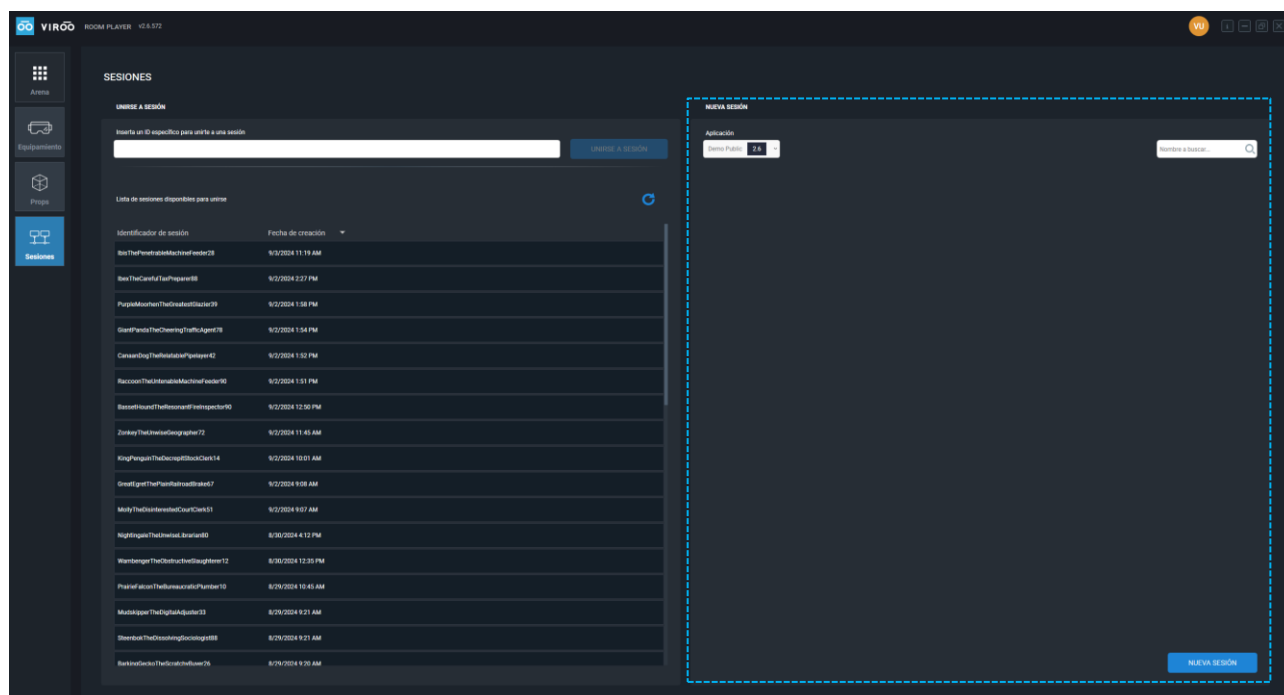 VIROO ROOM PLAYER v2.6.572
VU
Arena
Equipamiento
Props
Sesiones
SESIONES
UNIRSE A SESIÓN
Inserta un ID específico para unirte a una sesión
UNIRSE A SESIÓN
Lista de sesiones disponibles para unirse
Identificador de sesión Fecha de creación
IbisThePenetrableMachineFeeder28 9/3/2024 11:19 AM
IbexTheCarefulTaxPreparer88 9/2/2024 2:27 PM
PurpleMoorhenTheGreatestGlazier39 9/2/2024 1:58 PM
GiantPandaTheCheeringTrafficAgent78 9/2/2024 1:54 PM
CanaanDogTheRelatablePipelayer42 9/2/2024 1:52 PM
RaccoonTheUntenableMachineFeeder90 9/2/2024 1:51 PM
BassetHoundTheResonantFireInspector90 9/2/2024 12:50 PM
ZonkeyTheUnwiseGeographer72 9/2/2024 11:45 AM
KingPenguinTheDecrepitStockClerk14 9/2/2024 10:01 AM
GreatEgretThePlainRailroadBrake67 9/2/2024 9:08 AM
MollyTheDisinterestedCourtClerk51 9/2/2024 9:07 AM
NightingaleTheUnwiseLibrarian80 8/30/2024 4:12 PM
WambengerTheObstructiveSlaughterer12 8/30/2024 12:35 PM
PrairieFalconTheBureaucraticPlumber10 8/29/2024 10:45 AM
MudskipperTheDigitalAdjuster33 8/29/2024 9:21 AM
SteenbokTheDissolvingSociologist88 8/29/2024 9:21 AM
BarkingGeckoTheScratchyBuyer26 8/29/2024 9:20 AM
NUEVA SESIÓN
Aplicación
Demo Public 2.6
Nombre a buscar...
NUEVA SESIÓN